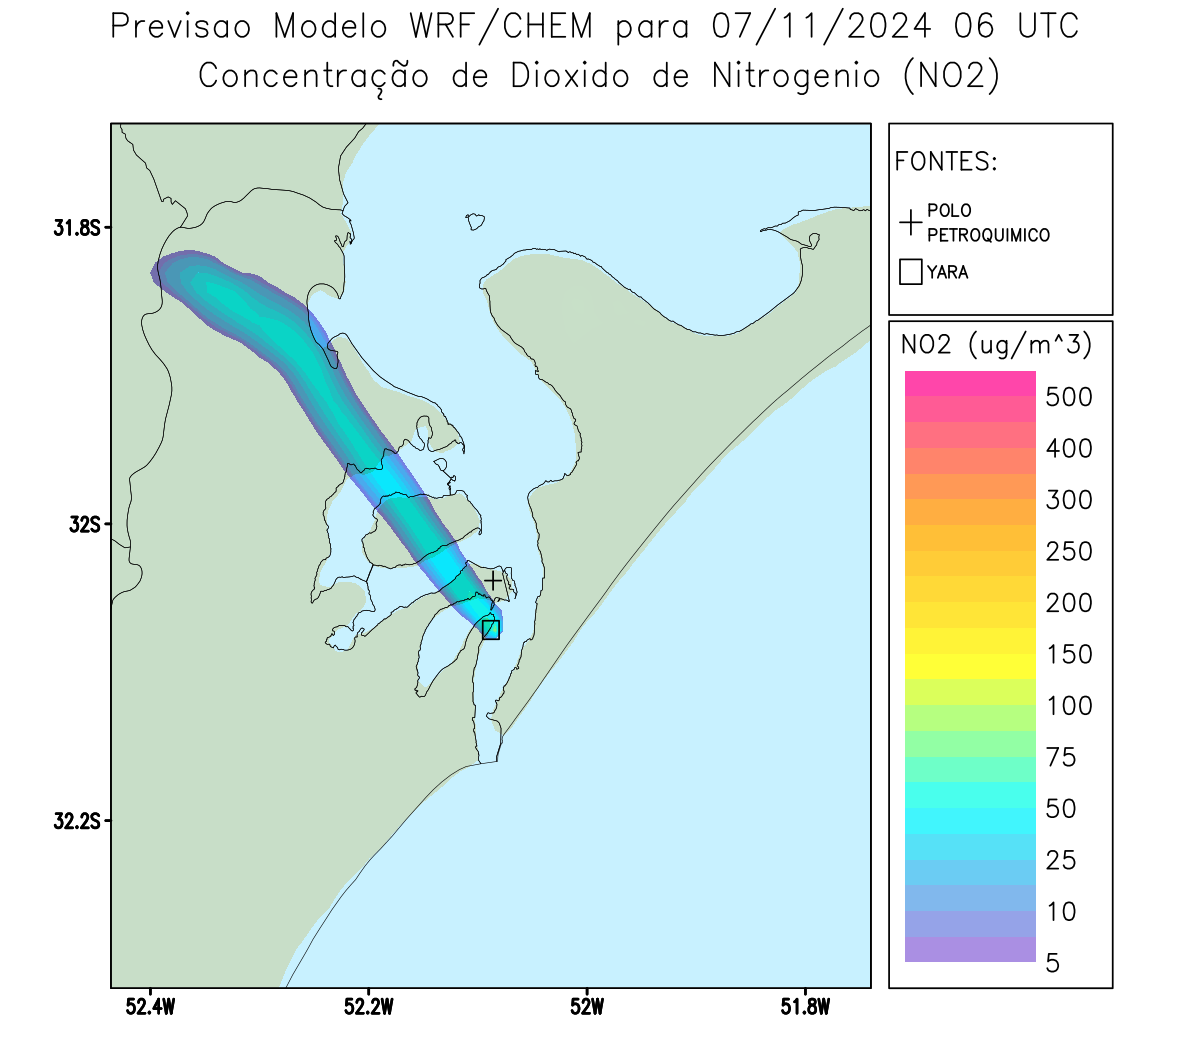 Previsao Modelo WRF/CHEM para 07/11/2024 06 UTC
Concentração de Dioxido de Nitrogenio (NO2)
FONTES:
POLO
PETROQUIMICO
YARA
NO2 (ug/m^3)
500
400
300
250
200
150
100
75
50
25
10
5
31.8S
32S
32.2S
52.4W
52.2W
52W
51.8W